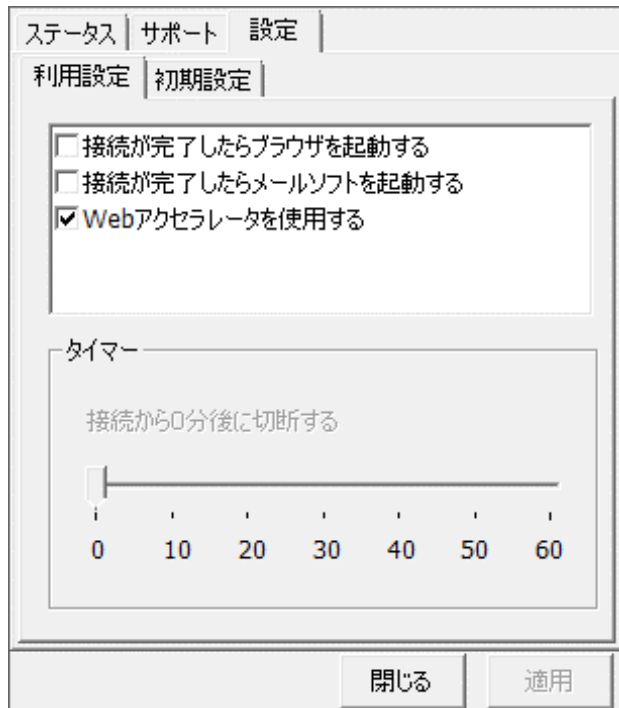 ステータス サポート 設定
利用設定 初期設定
接続が完了したらブラウザを起動する
接続が完了したらメールソフトを起動する
Webアクセラレータを使用する
タイマー
接続から0分後に切断する
0 10 20 30 40 50 60
閉じる 適用